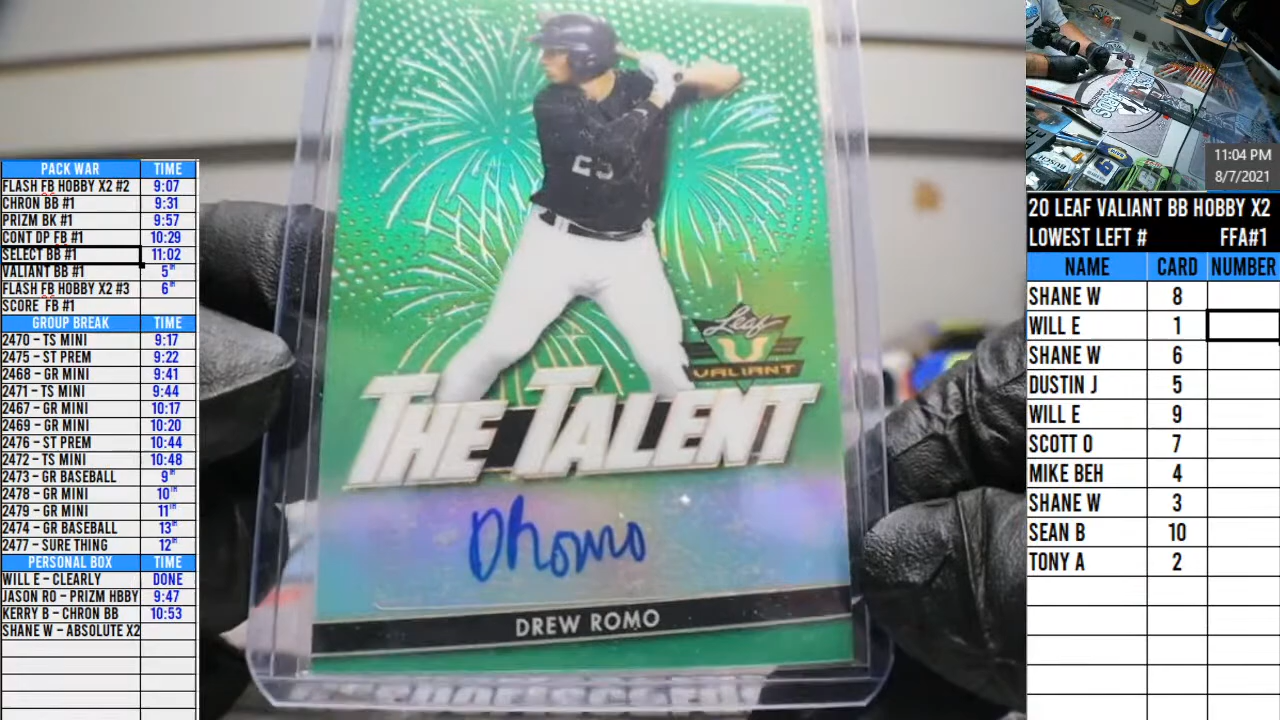 PACK WAR TIME
FLASH FB HOBBY X2 #2 9:07
CHRON BB #1 9:31
PRIZM BK #1 9:57
CONT DP FB #1 10:29
SELECT BB #1 11:02
VALIANT BB #1 5TH
FLASH FB HOBBY X2 #3 6TH
SCORE FB #1
GROUP BREAK TIME
2470 – TS MINI 9:17
2475 – ST PREM 9:22
2468 – GR MINI 9:41
2471 – TS MINI 9:44
2467 – GR MINI 10:17
2469 – GR MINI 10:20
2476 – ST PREM 10:44
2472 – TS MINI 10:48
2473 – GR BASEBALL 9TH
2478 – GR MINI 10TH
2479 – GR MINI 11TH
2474 – GR BASEBALL 13TH
2477 – SURE THING 12TH
PERSONAL BOX TIME
WILL E – CLEARLY DONE
JASON RO – PRIZM HBBY 9:47
KERRY B – CHRON BB 10:53
SHANE W – ABSOLUTE X2
23
Leaf
V
VALIANT
THE TALENT
DRomo
DREW ROMO
BUSCH
11:04 PM
8/7/2021
20 LEAF VALIANT BB HOBBY X2
LOWEST LEFT # FFA#1
NAME CARD NUMBER
SHANE W 8
WILL E 1
SHANE W 6
DUSTIN J 5
WILL E 9
SCOTT O 7
MIKE BEH 4
SHANE W 3
SEAN B 10
TONY A 2